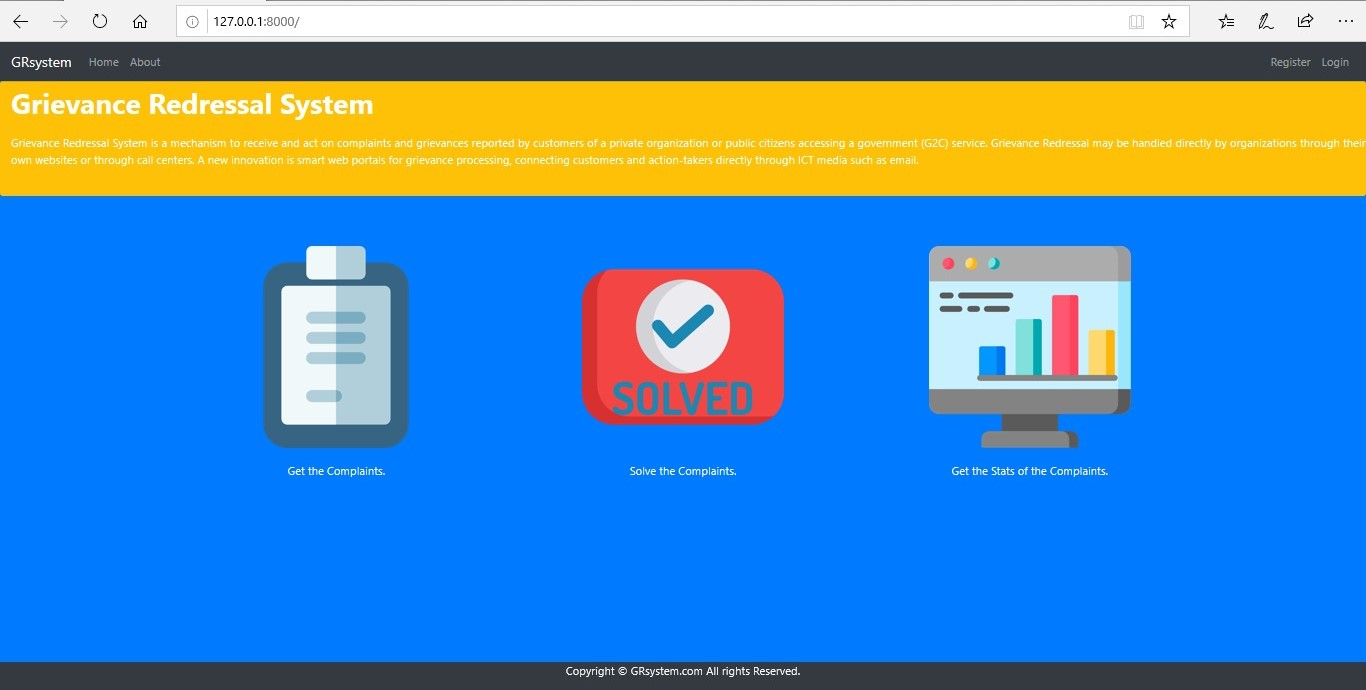 127.0.0.1:8000/
GRsystem Home About Register Login
Grievance Redressal System
Grievance Redressal System is a mechanism to receive and act on complaints and grievances reported by customers of a private organization or public citizens accessing a government (G2C) service. Grievance Redressal may be handled directly by organizations through their
own websites or through call centers. A new innovation is smart web portals for grievance processing, connecting customers and action-takers directly through ICT media such as email.
SOLVED
Get the Complaints. Solve the Complaints. Get the Stats of the Complaints.
Copyright © GRsystem.com All rights Reserved.